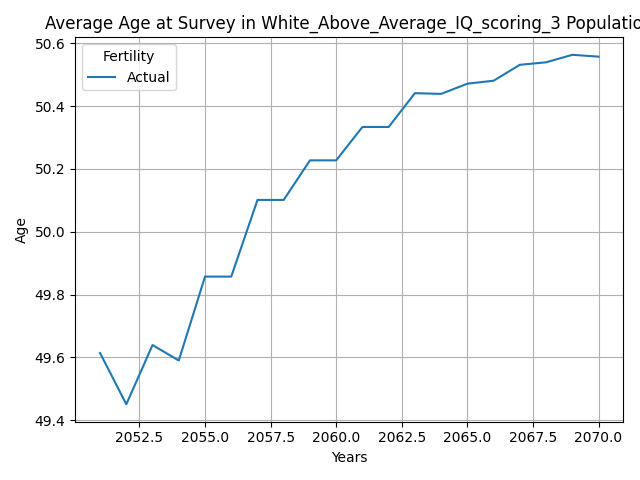 Average Age at Survey in White_Above_Average_IQ_scoring_3 Populatio
Fertility
Actual
50.6
50.4
50.2
50.0
49.8
49.6
49.4
Age
2052.5 2055.0 2057.5 2060.0 2062.5 2065.0 2067.5 2070.0
Years